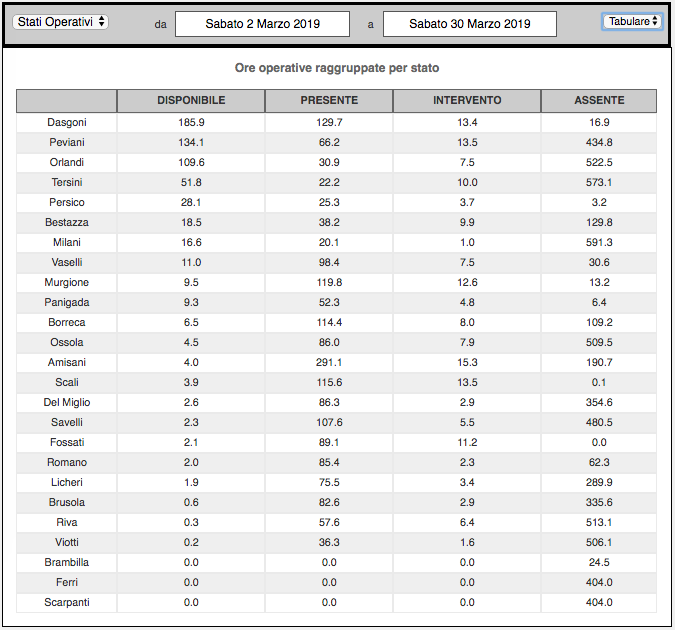 Stati Operativi da Sabato 2 Marzo 2019 a Sabato 30 Marzo 2019 Tabulare
Ore operative raggruppate per stato
DISPONIBILE PRESENTE INTERVENTO ASSENTE
Dasgoni 185.9 129.7 13.4 16.9
Peviani 134.1 66.2 13.5 434.8
Orlandi 109.6 30.9 7.5 522.5
Tersini 51.8 22.2 10.0 573.1
Persico 28.1 25.3 3.7 3.2
Bestazza 18.5 38.2 9.9 129.8
Milani 16.6 20.1 1.0 591.3
Vaselli 11.0 98.4 7.5 30.6
Murgione 9.5 119.8 12.6 13.2
Panigada 9.3 52.3 4.8 6.4
Borreca 6.5 114.4 8.0 109.2
Ossola 4.5 86.0 7.9 509.5
Amisani 4.0 291.1 15.3 190.7
Scali 3.9 115.6 13.5 0.1
Del Miglio 2.6 86.3 2.9 354.6
Savelli 2.3 107.6 5.5 480.5
Fossati 2.1 89.1 11.2 0.0
Romano 2.0 85.4 2.3 62.3
Licheri 1.9 75.5 3.4 289.9
Brusola 0.6 82.6 2.9 335.6
Riva 0.3 57.6 6.4 513.1
Viotti 0.2 36.3 1.6 506.1
Brambilla 0.0 0.0 0.0 24.5
Ferri 0.0 0.0 0.0 404.0
Scarpanti 0.0 0.0 0.0 404.0